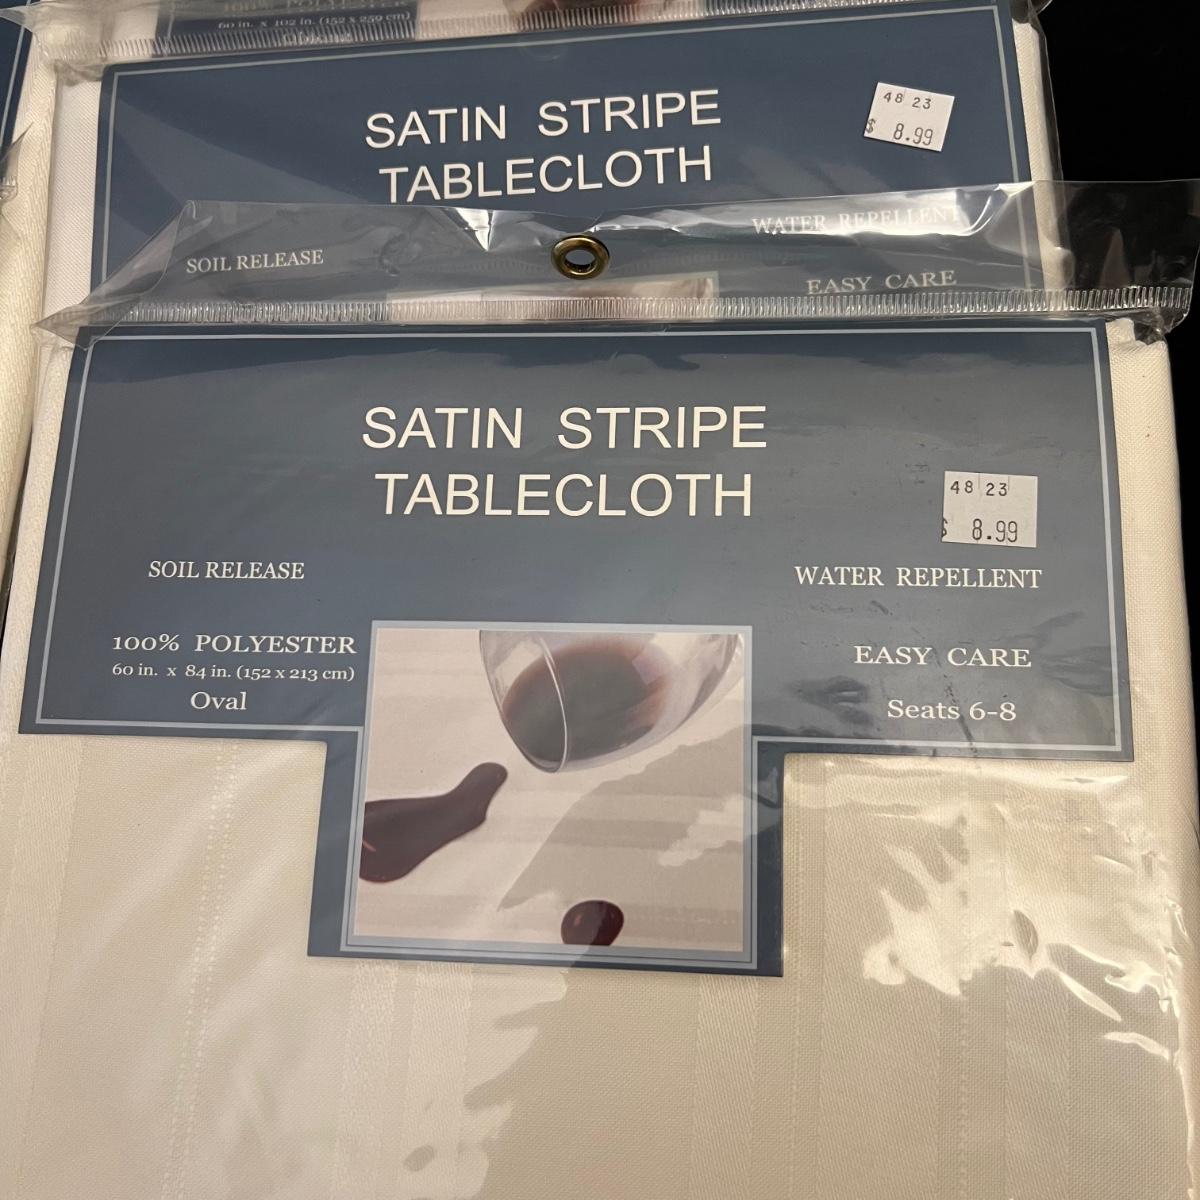 60 in. x 102 in. (152 x 259 cm)
SATIN STRIPE
TABLECLOTH
48 23
$ 8.99
WATER REPELLENT
SOIL RELEASE
EASY CARE
SATIN STRIPE
TABLECLOTH
48 23
$ 8.99
SOIL RELEASE
WATER REPELLENT
100% POLYESTER
60 in. x 84 in. (152 x 213 cm)
Oval
EASY CARE
Seats 6-8